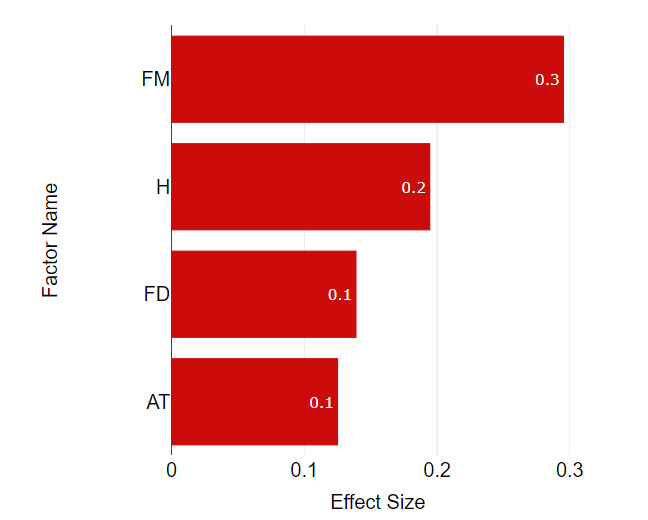 Factor Name
FM
0.3
H
0.2
FD
0.1
AT
0.1
0 0.1 0.2 0.3
Effect Size